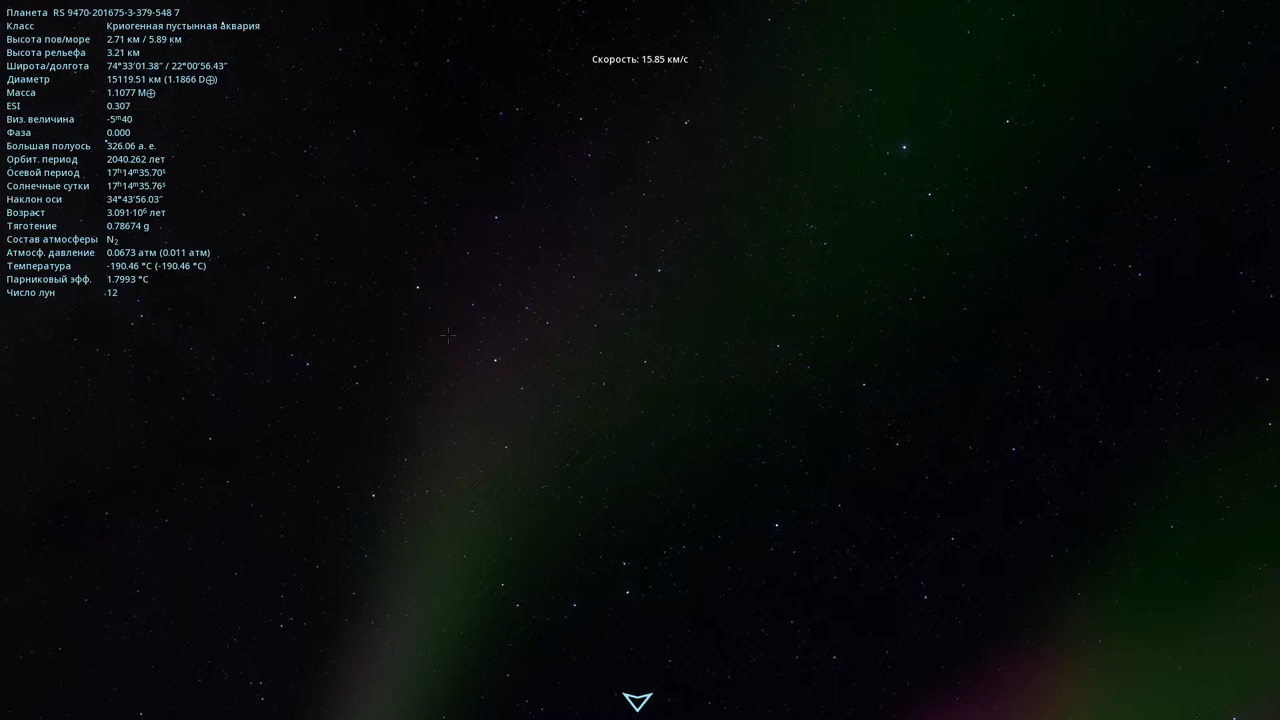 Планета RS 9470-201675-3-379-548 7
Класс Криогенная пустынная аквария
Высота пов/море 2.71 км / 5.89 км
Высота рельефа 3.21 км
Широта/долгота 74°33′01.38″ / 22°00′56.43″
Диаметр 15119.51 км (1.1866 D⊕)
Масса 1.1077 M⊕
ESI 0.307
Виз. величина -5ᵐ40
Фаза 0.000
Большая полуось 326.06 а. е.
Орбит. период 2040.262 лет
Осевой период 17ʰ14ᵐ35.70ˢ
Солнечные сутки 17ʰ14ᵐ35.76ˢ
Наклон оси 34°43′56.03″
Возраст 3.091·10⁶ лет
Тяготение 0.78674 g
Состав атмосферы N₂
Атмосф. давление 0.0673 атм (0.011 атм)
Температура -190.46 °C (-190.46 °C)
Парниковый эфф. 1.7993 °C
Число лун 12
Скорость: 15.85 км/с